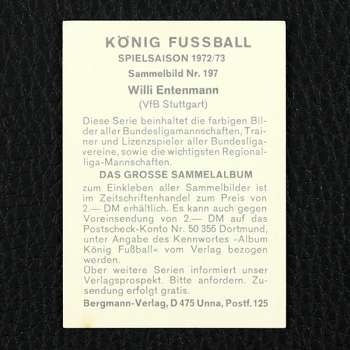 KÖNIG FUSSBALL
SPIELSAISON 1972/73
Sammelbild Nr. 197
Willi Entenmann
(VfB Stuttgart)
Diese Serie beinhaltet die farbigen Bil-
der aller Bundesligamannschaften, Trai-
ner und Lizenzspieler aller Bundesliga-
vereine, sowie die wichtigsten Regional-
liga-Mannschaften.
DAS GROSSE SAMMELALBUM
zum Einkleben aller Sammelbilder ist
im Zeitschriftenhandel zum Preis von
2.— DM erhältlich. Es kann auch gegen
Voreinsendung von 2.— DM auf das
Postscheck-Konto Nr. 50 355 Dortmund,
unter Angabe des Kennwortes «Album
König Fußball» vom Verlag bezogen
werden.
Über weitere Serien informiert unser
Verlagsprospekt. Bitte anfordern. Zu-
sendung erfolgt gratis.
Bergmann-Verlag, D 475 Unna, Postf. 125